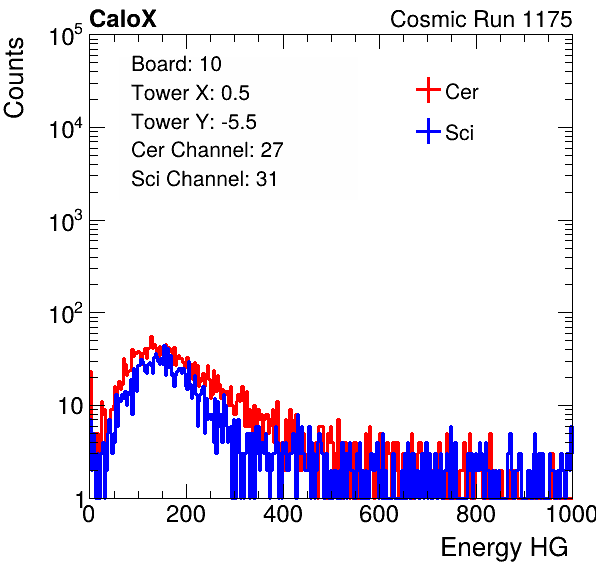 CaloX Cosmic Run 1175
Counts
10^5
10^4
10^3
10^2
10
1
Board: 10
Tower X: 0.5
Tower Y: -5.5
Cer Channel: 27
Sci Channel: 31
Cer
Sci
0 200 400 600 800 1000
Energy HG